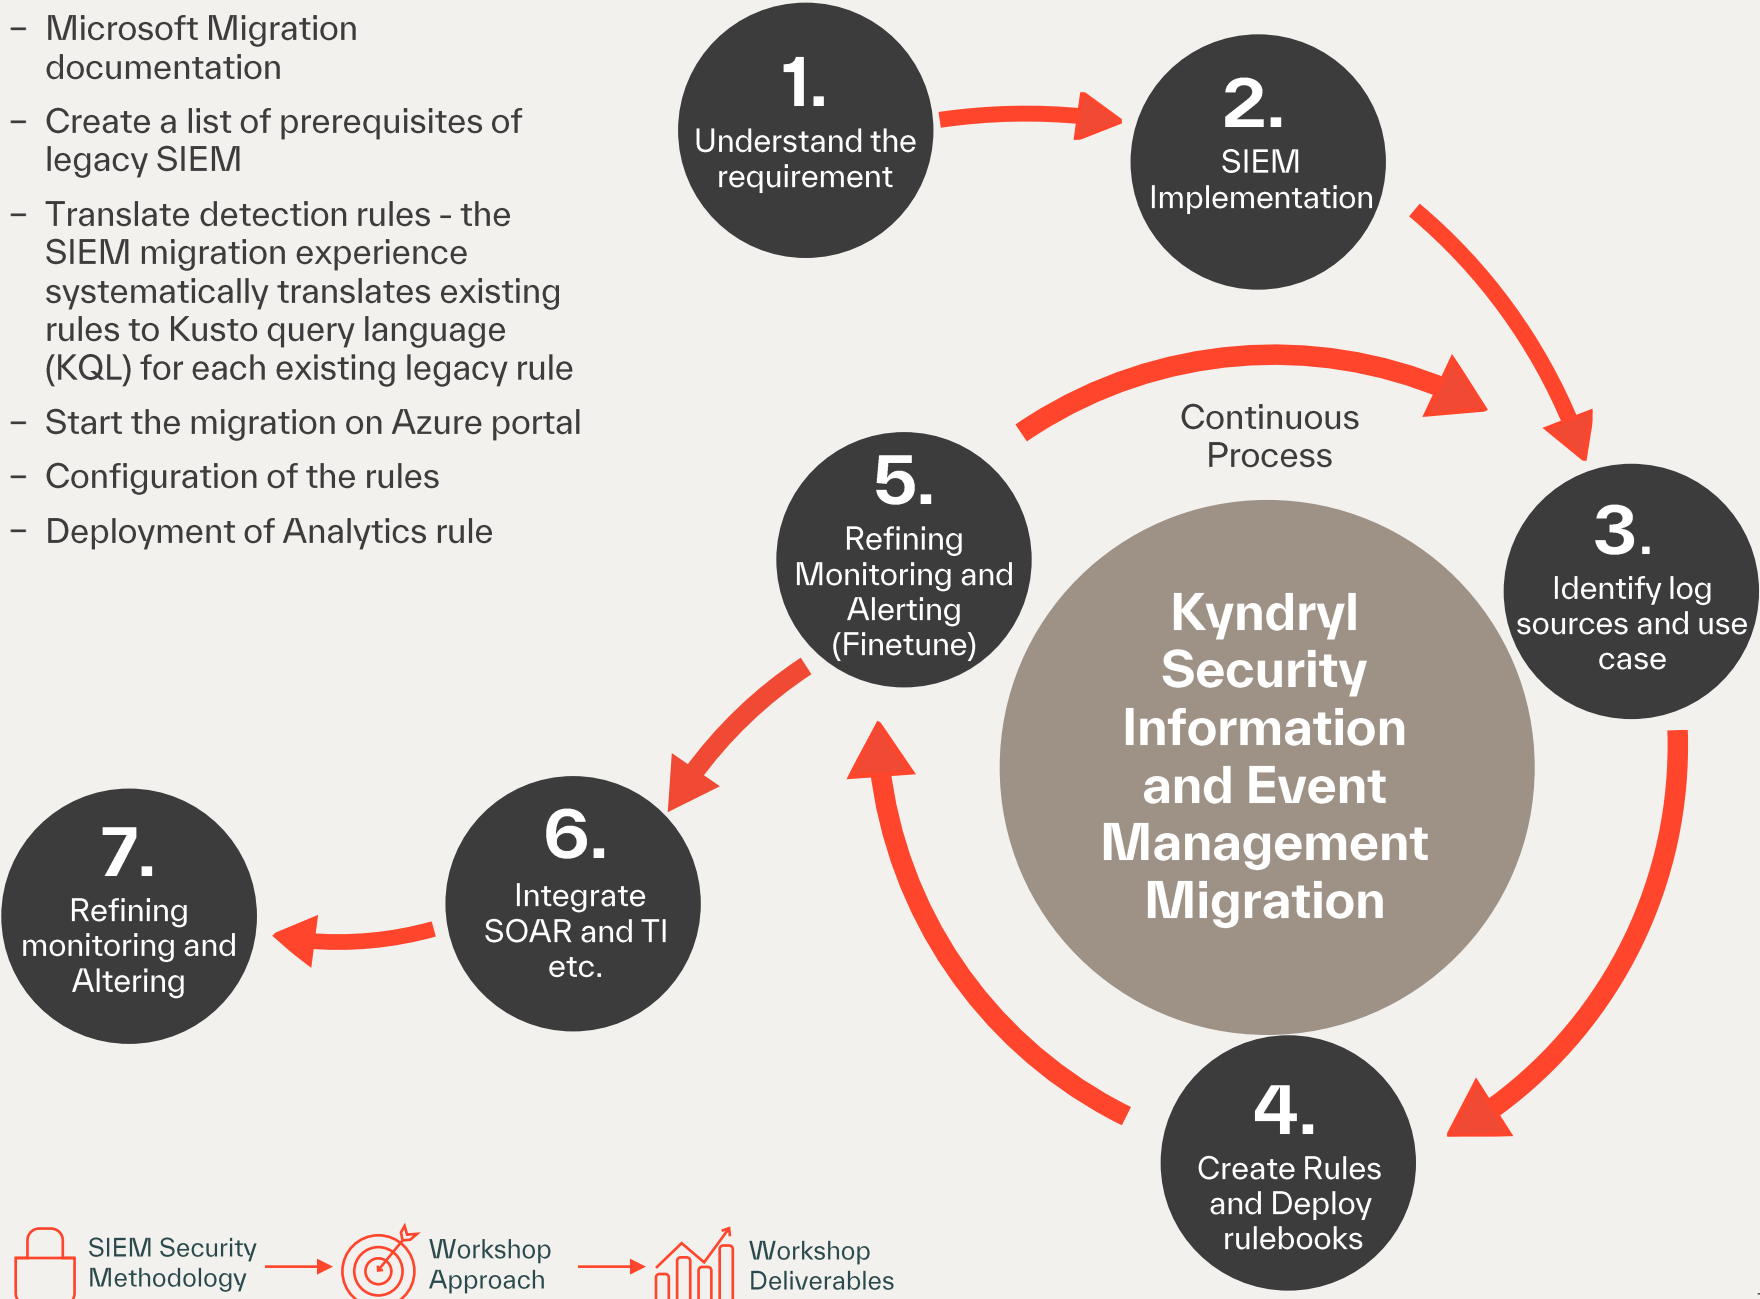 – Microsoft Migration
documentation
– Create a list of prerequisites of
legacy SIEM
– Translate detection rules - the
SIEM migration experience
systematically translates existing
rules to Kusto query language
(KQL) for each existing legacy rule
– Start the migration on Azure portal
– Configuration of the rules
– Deployment of Analytics rule
1.
Understand the
requirement
2.
SIEM
Implementation
Continuous
Process
3.
Identify log
sources and use
case
4.
Create Rules
and Deploy
rulebooks
5.
Refining
Monitoring and
Alerting
(Finetune)
Kyndryl
Security
Information
and Event
Management
Migration
6.
Integrate
SOAR and TI
etc.
7.
Refining
monitoring and
Altering
SIEM Security
Methodology
Workshop
Approach
Workshop
Deliverables